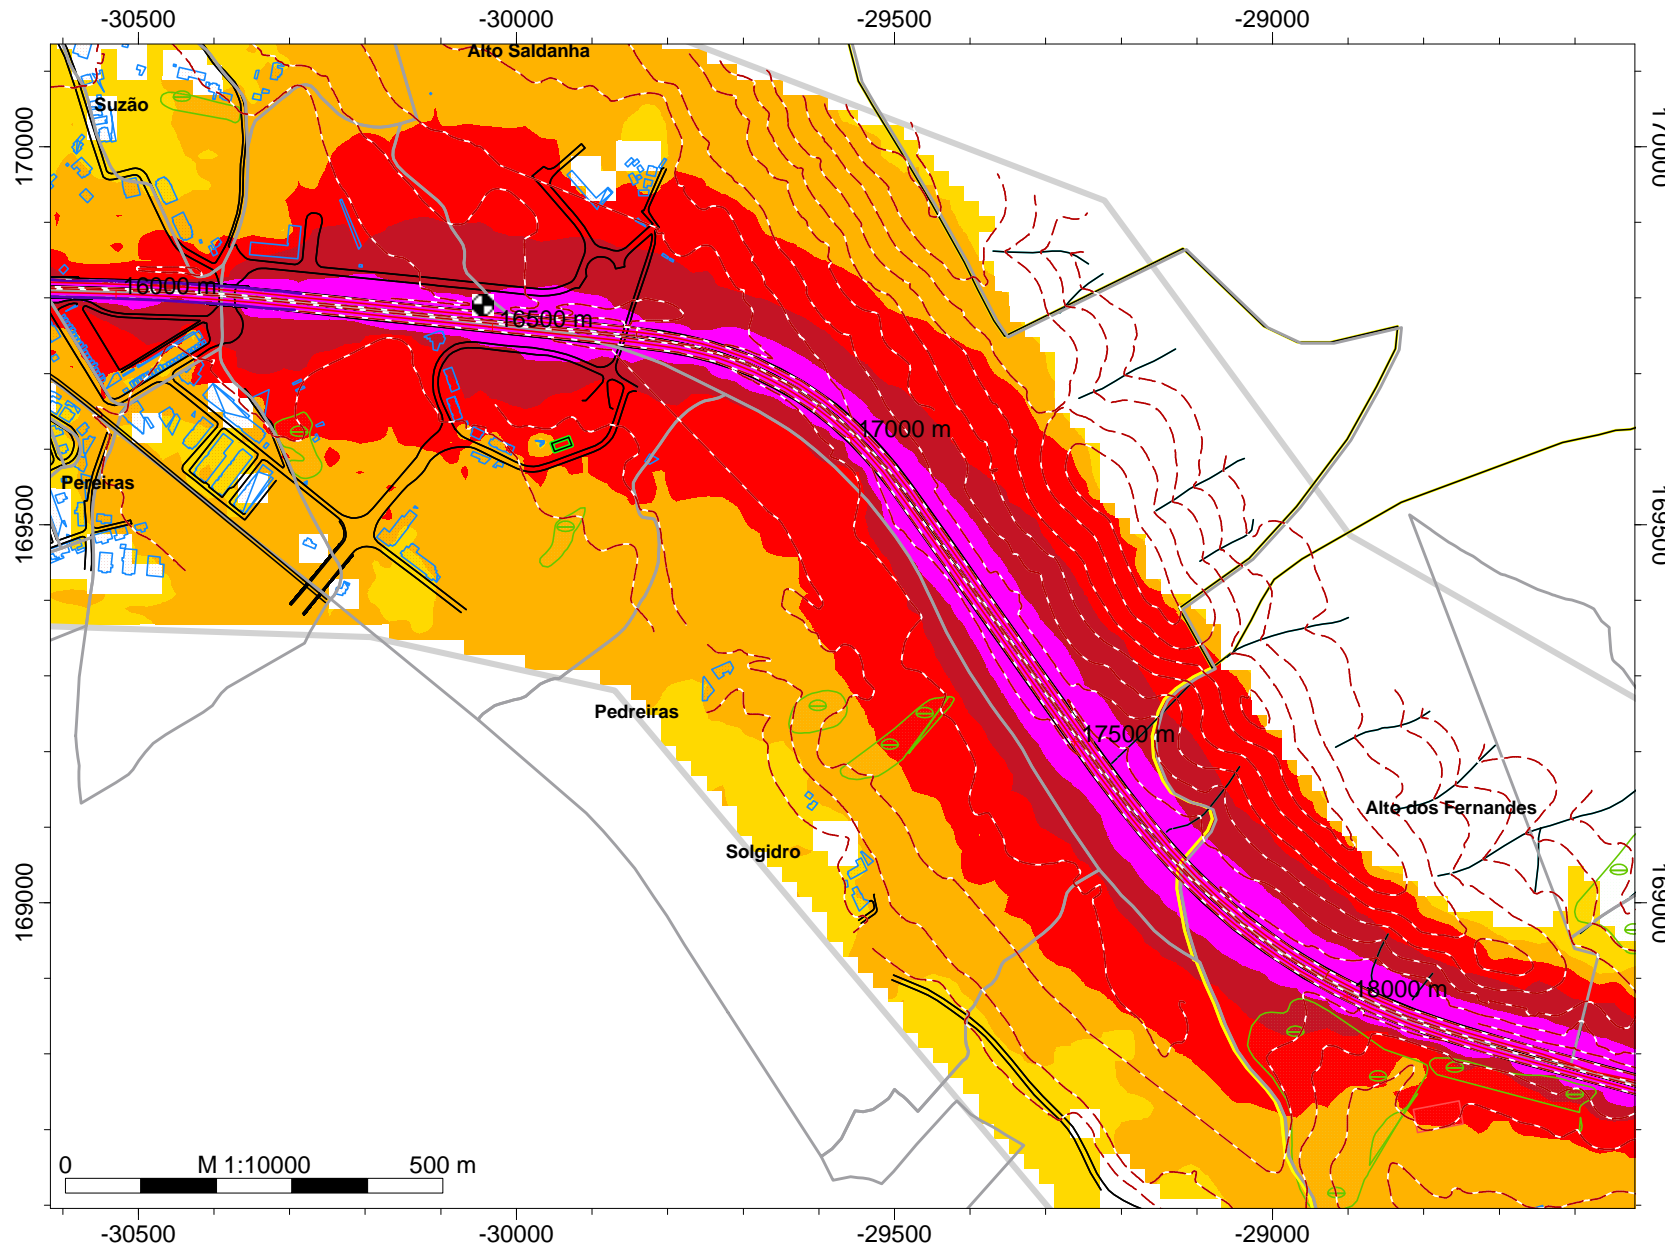 -30500 -30000 -29500 -29000
Alto Saldanha
Suzão
170000 170000
16000 m
16500 m
17000 m
Pereiras
169500 169500
Pedreiras
17500 m
Alto dos Fernandes
Solgidro
169000 169000
18000 m
0 M 1:10000 500 m
-30500 -30000 -29500 -29000